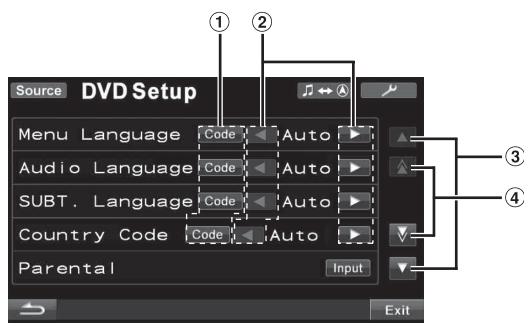 ① ②
Source DVD Setup
Menu Language Code Auto
Audio Language Code Auto
③
SUBT. Language Code Auto
④
Country Code Code Auto
Parental Input
Exit